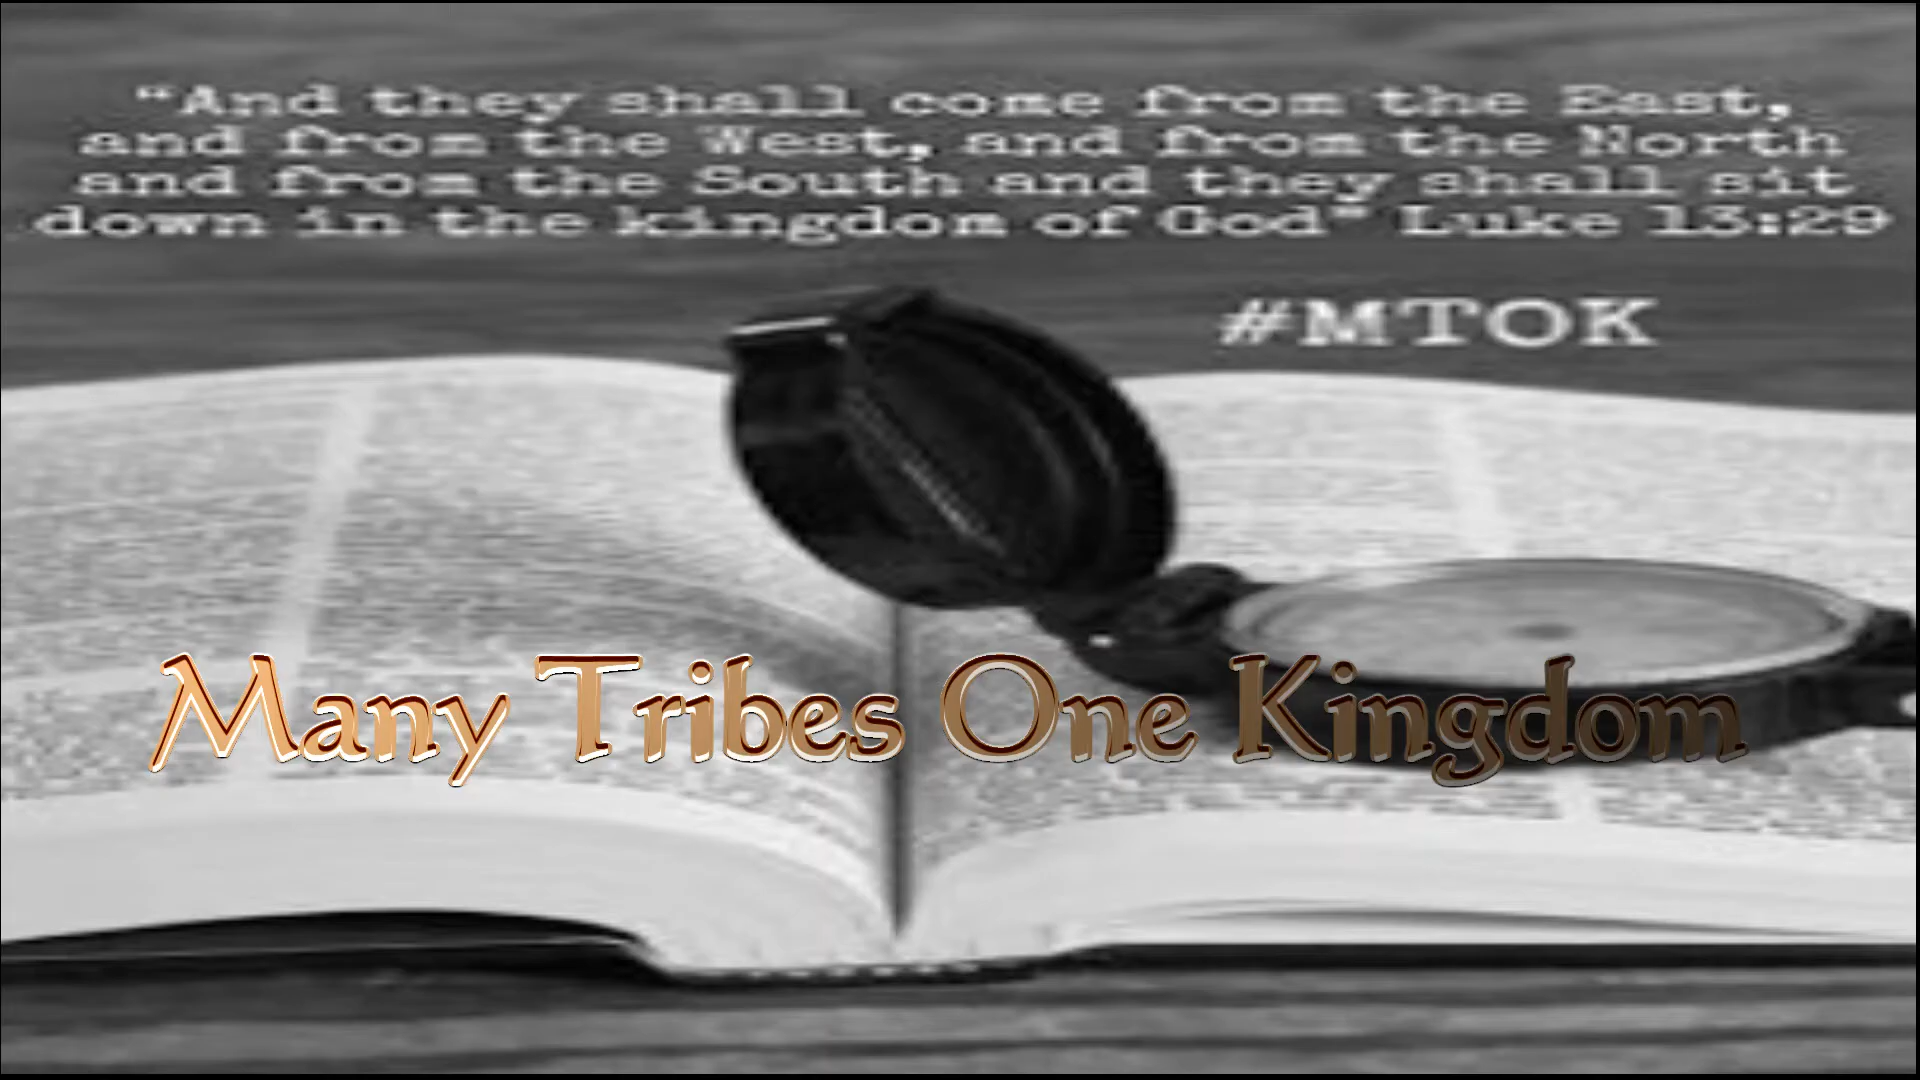 "And they shall come from the East,
and from the West, and from the North
and from the South and they shall sit
down in the kingdom of God" Luke 13:29
#MTOK
Many Tribes One Kingdom